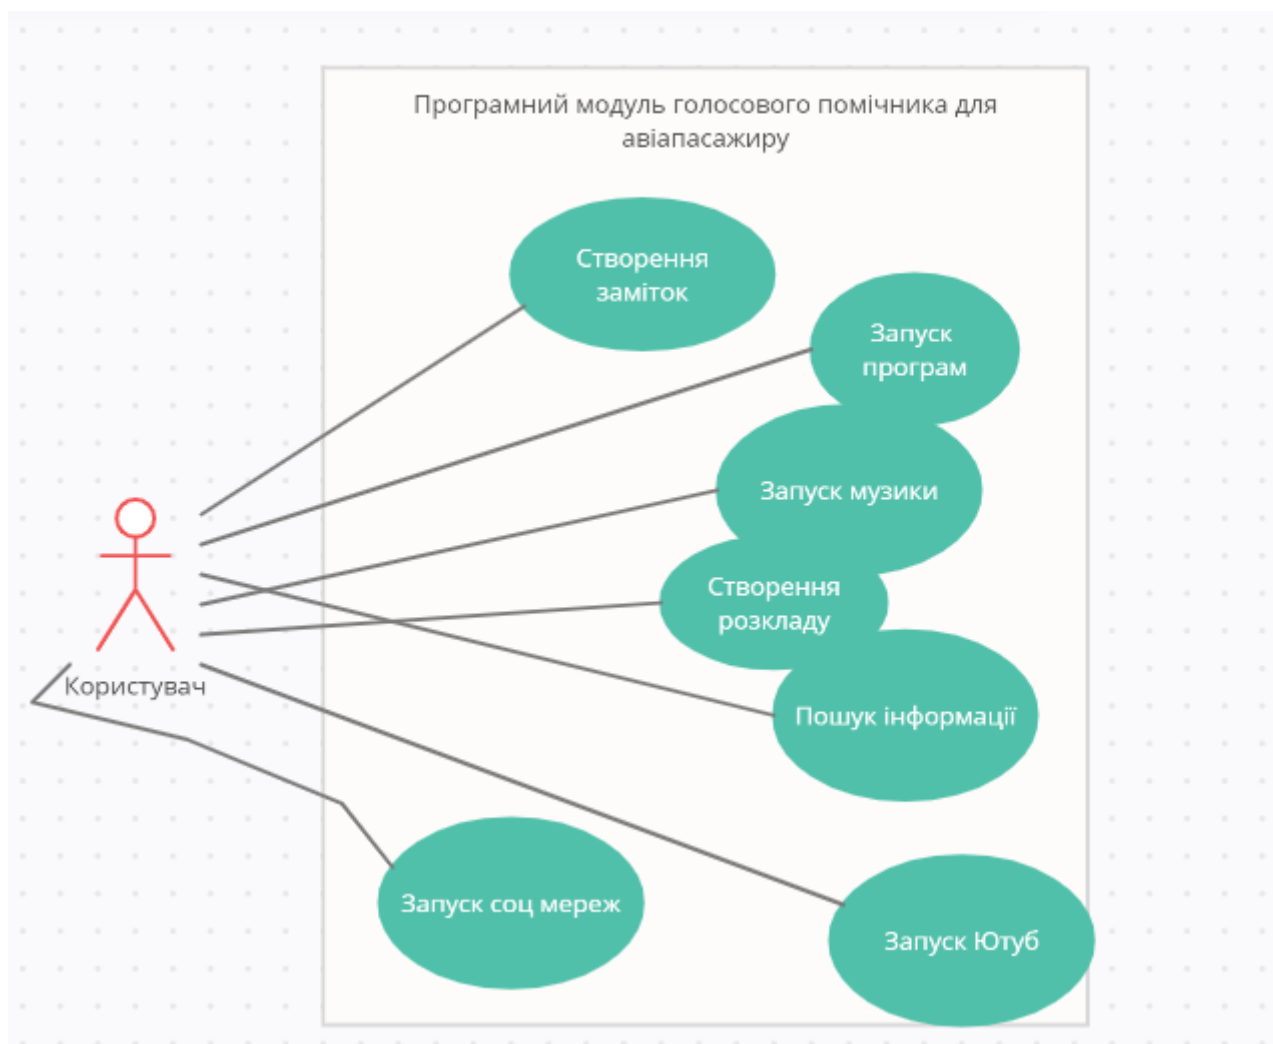 Програмний модуль голосового помічника для
авіапасажиру
Створення
заміток
Запуск
програм
Запуск музики
Створення
розкладу
Користувач
Пошук інформації
Запуск соц мереж
Запуск Ютуб